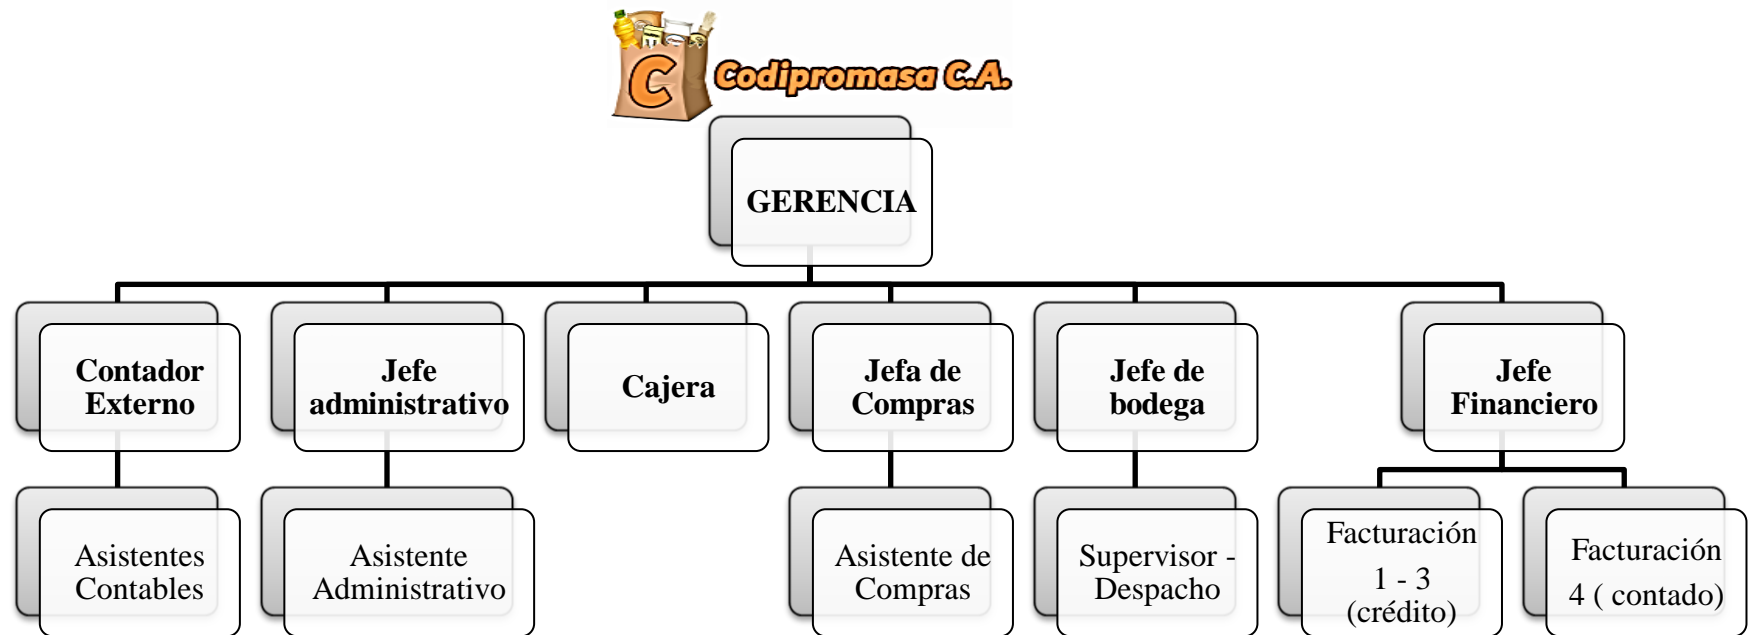 C
Codipromasa C.A.
GERENCIA
Contador
Externo
Jefe
administrativo
Cajera
Jefa de
Compras
Jefe de
bodega
Jefe
Financiero
Asistentes
Contables
Asistente
Administrativo
Asistente de
Compras
Supervisor -
Despacho
Facturación
1 - 3
(crédito)
Facturación
4 ( contado)